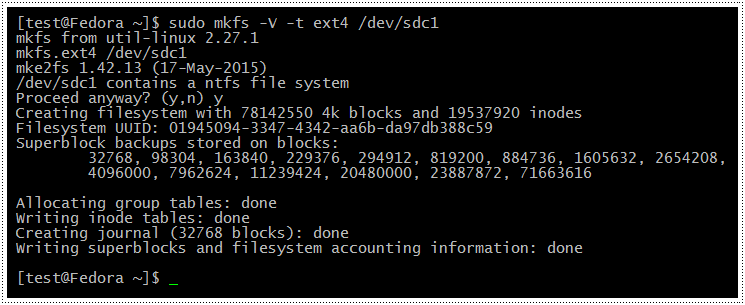 [test@Fedora ~]$ sudo mkfs -V -t ext4 /dev/sdc1
mkfs from util-linux 2.27.1
mkfs.ext4 /dev/sdc1
mke2fs 1.42.13 (17-May-2015)
/dev/sdc1 contains a ntfs file system
Proceed anyway? (y,n) y
Creating filesystem with 78142550 4k blocks and 19537920 inodes
Filesystem UUID: 01945094-3347-4342-aa6b-da97db388c59
Superblock backups stored on blocks:
        32768, 98304, 163840, 229376, 294912, 819200, 884736, 1605632, 2654208,
        4096000, 7962624, 11239424, 20480000, 23887872, 71663616

Allocating group tables: done
Writing inode tables: done
Creating journal (32768 blocks): done
Writing superblocks and filesystem accounting information: done

[test@Fedora ~]$ _